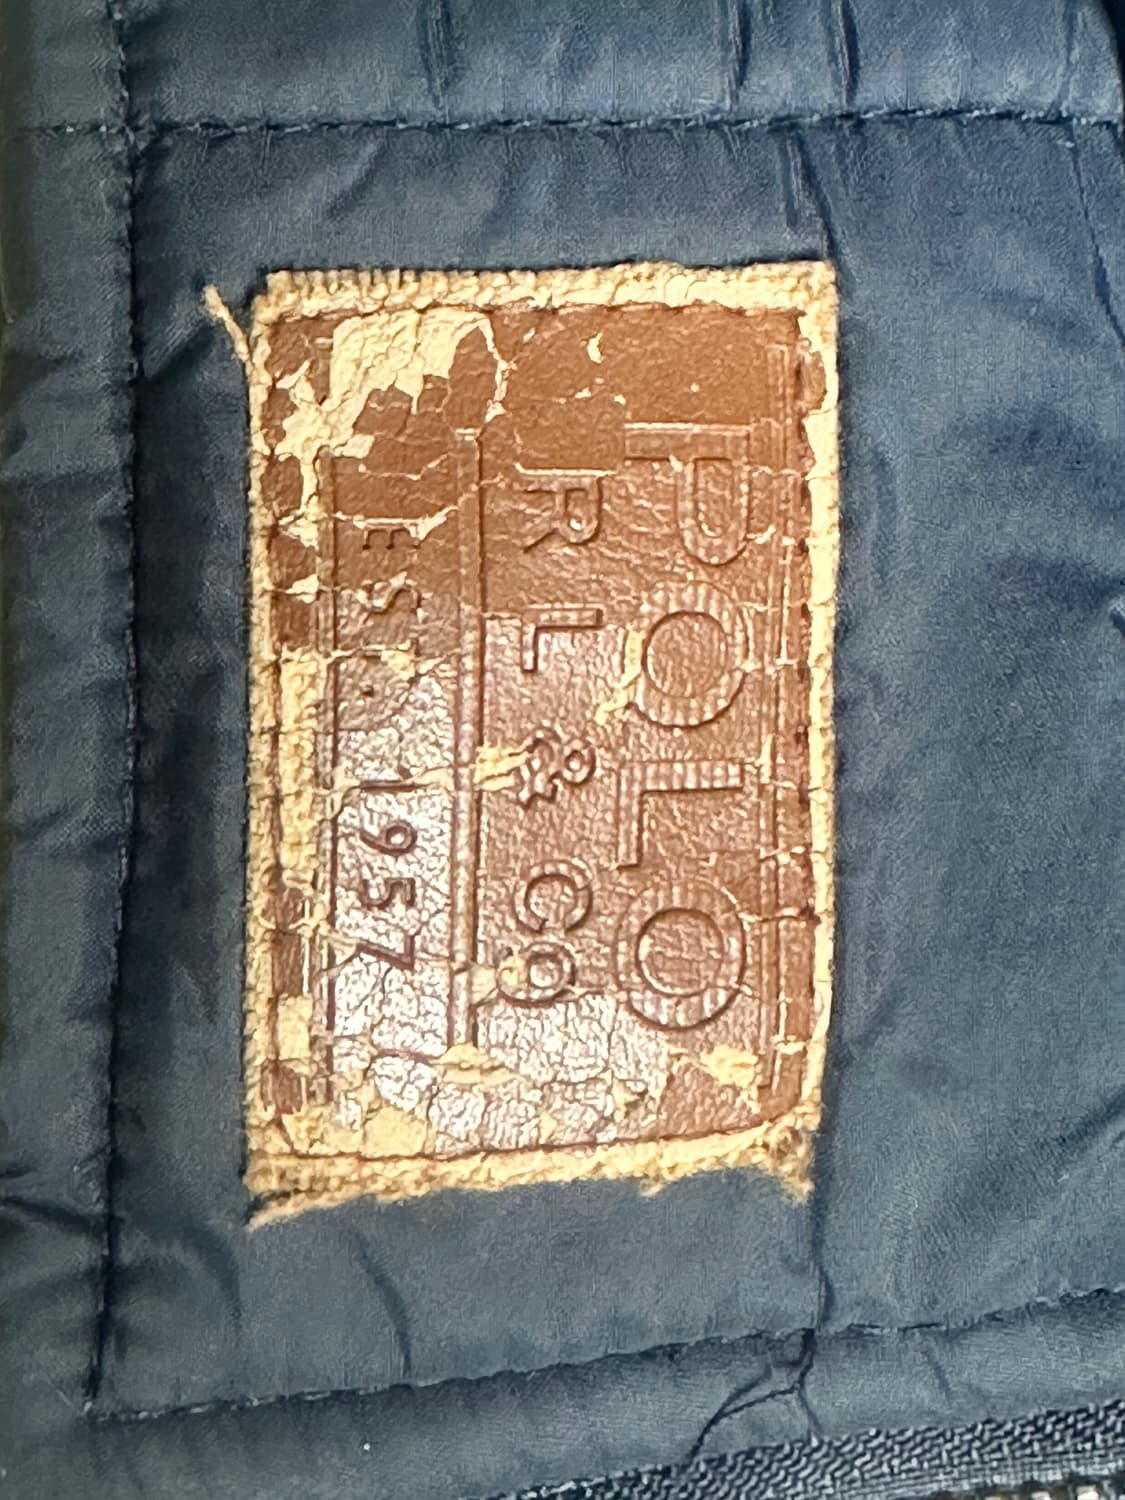 POLO
RL & CO
EST. 1957